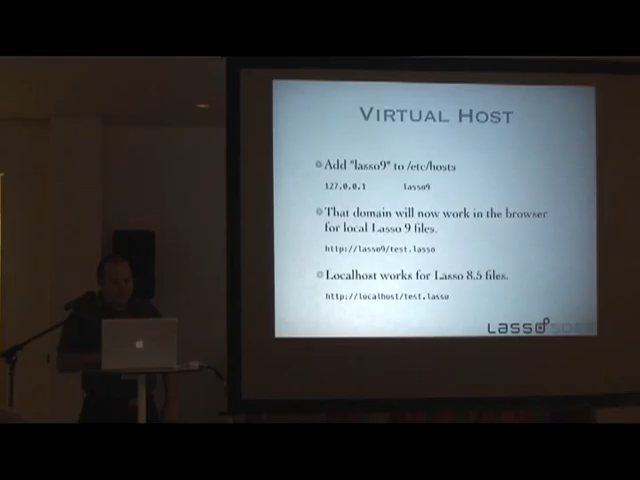 VIRTUAL HOST
Add "lasso9" to /etc/hosts
127.0.0.1 lasso9
That domain will now work in the browser
for local Lasso 9 files.
http://lasso9/test.lasso
Localhost works for Lasso 8.5 files.
http://localhost/test.lasso
LASSOSOFT